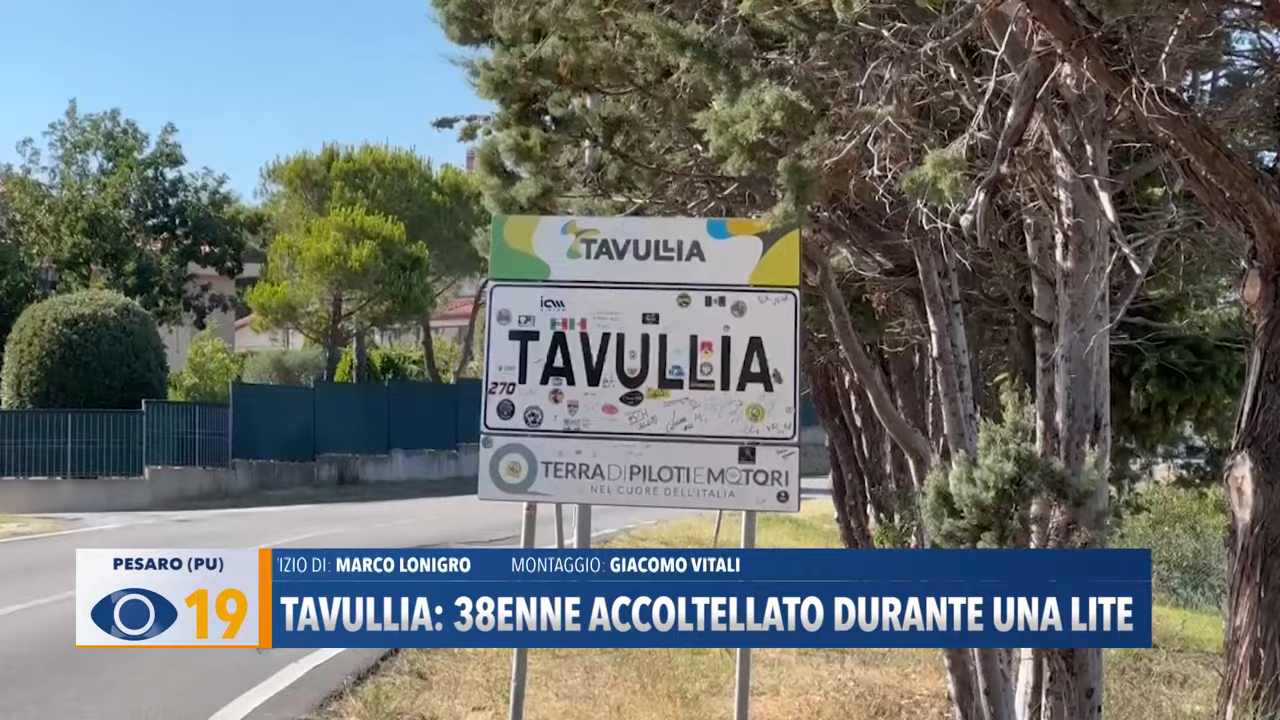 TAVULLIA
TAVULLIA
270
TERRA DI PILOTI E MOTORI
NEL CUORE DELL'ITALIA
PESARO (PU)
19
IZIO DI: MARCO LONIGRO MONTAGGIO: GIACOMO VITALI
TAVULLIA: 38ENNE ACCOLTELLATO DURANTE UNA LITE